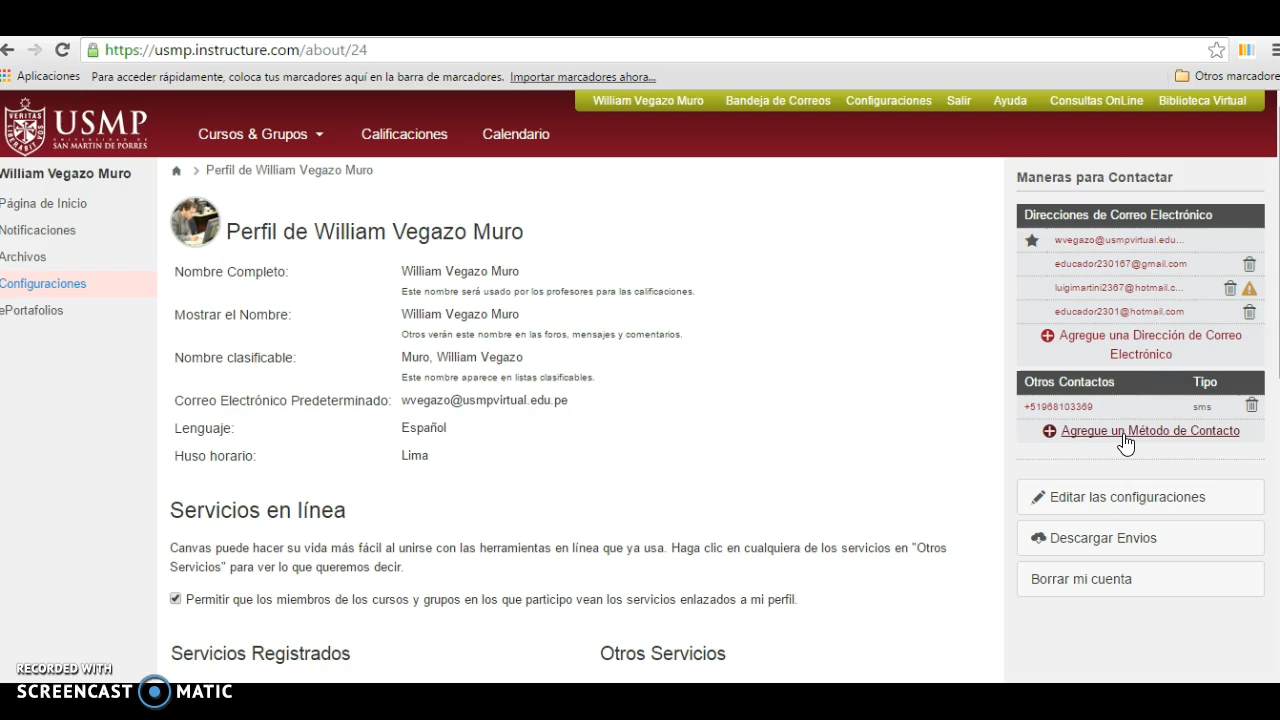 https://usmp.instructure.com/about/24
Aplicaciones Para acceder rápidamente, coloca tus marcadores aquí en la barra de marcadores. Importar marcadores ahora... Otros marcadore
William Vegazo Muro Bandeja de Correos Configuraciones Salir Ayuda Consultas OnLine Biblioteca Virtual
VERITAS LIBERABIT VOS
USMP
UNIVERSIDAD DE
SAN MARTIN DE PORRES
Cursos & Grupos Calificaciones Calendario
William Vegazo Muro
Página de Inicio
Notificaciones
Archivos
Configuraciones
ePortafolios
Perfil de William Vegazo Muro
Perfil de William Vegazo Muro
Nombre Completo: William Vegazo Muro
Este nombre será usado por los profesores para las calificaciones.
Mostrar el Nombre: William Vegazo Muro
Otros verán este nombre en las foros, mensajes y comentarios.
Nombre clasificable: Muro, William Vegazo
Este nombre aparece en listas clasificables.
Correo Electrónico Predeterminado: wvegazo@usmpvirtual.edu.pe
Lenguaje: Español
Huso horario: Lima
Servicios en línea
Canvas puede hacer su vida más fácil al unirse con las herramientas en línea que ya usa. Haga clic en cualquiera de los servicios en "Otros
Servicios" para ver lo que queremos decir.
Permitir que los miembros de los cursos y grupos en los que participo vean los servicios enlazados a mi perfil.
Servicios Registrados Otros Servicios
Maneras para Contactar
Direcciones de Correo Electrónico
wvegazo@usmpvirtual.edu...
educador230167@gmail.com
luigimartini2367@hotmail.c...
educador2301@hotmail.com
Agregue una Dirección de Correo
Electrónico
Otros Contactos Tipo
+51968103369 sms
Agregue un Método de Contacto
Editar las configuraciones
Descargar Envios
Borrar mi cuenta
RECORDED WITH
SCREENCAST MATIC